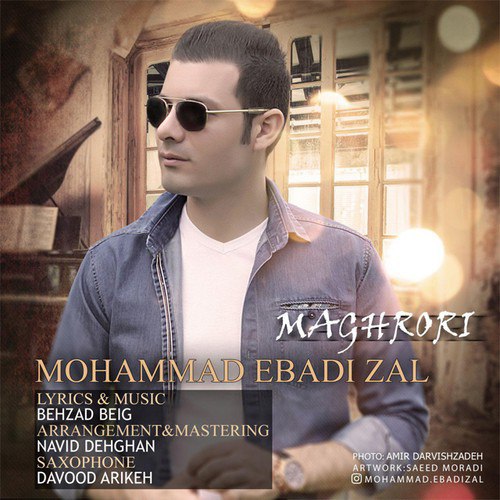 MAGHRORI
MOHAMMAD EBADI ZAL
LYRICS & MUSIC
BEHZAD BEIG
ARRANGEMENT&MASTERING
NAVID DEHGHAN
SAXOPHONE
DAVOOD ARIKEH
PHOTO: AMIR DARVISHZADEH
ARTWORK:SAEED MORADI
MOHAMMAD.EBADIZAL